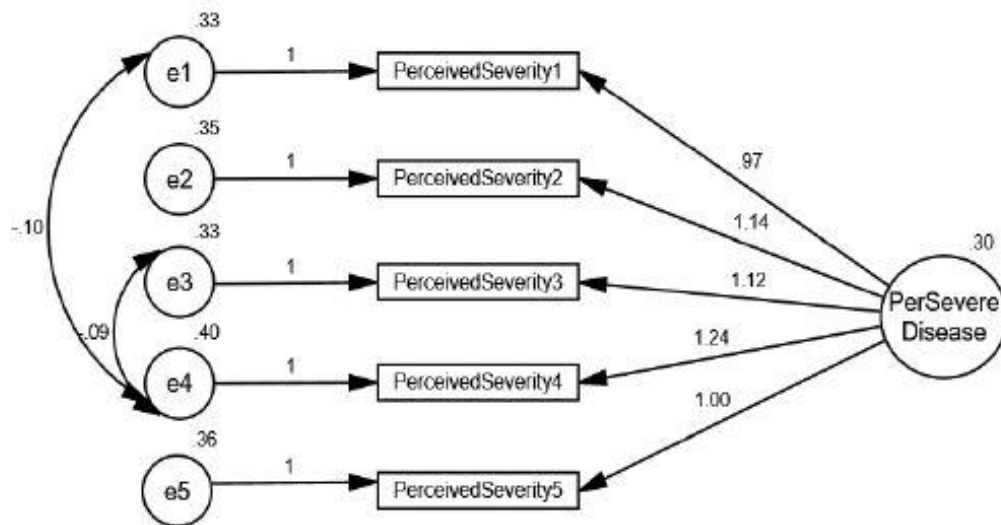 .33
e1
1
PerceivedSeverity1
.97
.35
e2
1
PerceivedSeverity2
1.14
-.10
.33
e3
1
PerceivedSeverity3
1.12
.30
PerSevere
Disease
-.09
.40
e4
1
PerceivedSeverity4
1.24
1.00
.36
e5
1
PerceivedSeverity5